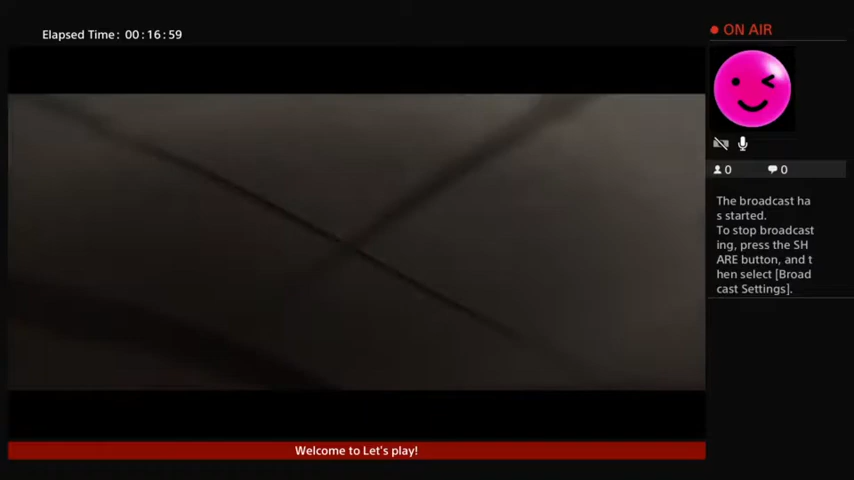 Elapsed Time: 00:16:59
ON AIR
0 0
The broadcast ha
s started.
To stop broadcast
ing, press the SH
ARE button, and t
hen select [Broad
cast Settings].
Welcome to Let's play!